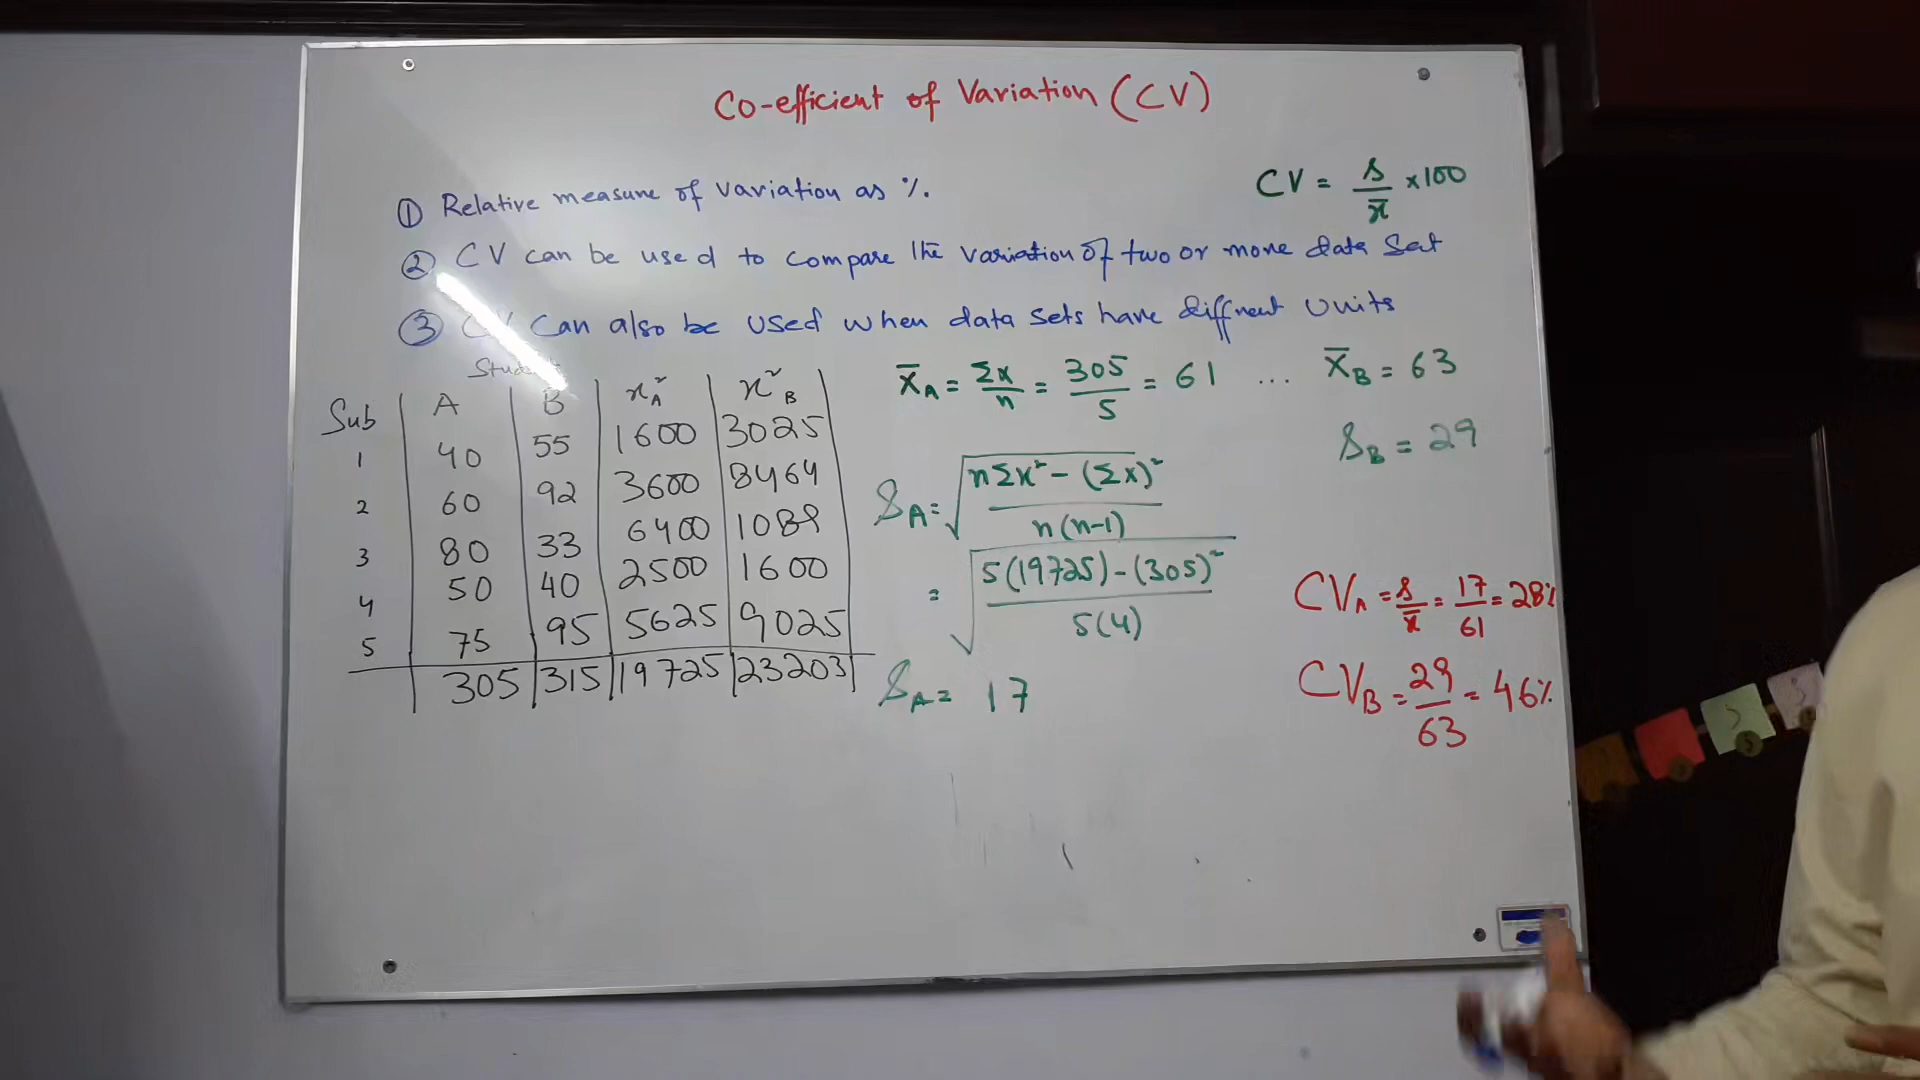 Co-efficient of Variation (CV)
CV = s/x̄ ×100
① Relative measure of variation as %.
② CV can be used to compare the variation of two or more data set
③ CV can also be used when data sets have diffrent units
Sub | A | B | x²A | x²B
1 | 40 | 55 | 1600 | 3025
2 | 60 | 92 | 3600 | 8464
3 | 80 | 33 | 6400 | 1089
4 | 50 | 40 | 2500 | 1600
5 | 75 | 95 | 5625 | 9025
305 | 315 | 19725 | 23203
X̄A = Σx/n = 305/5 = 61 ... X̄B = 63
SB = 29
SA = √(nΣx² - (Σx)²/n(n-1))
= √(5(19725) - (305)²/5(4))
SA = 17
CVA = s/x̄ = 17/61 = 28%
CVB = 29/63 = 46%